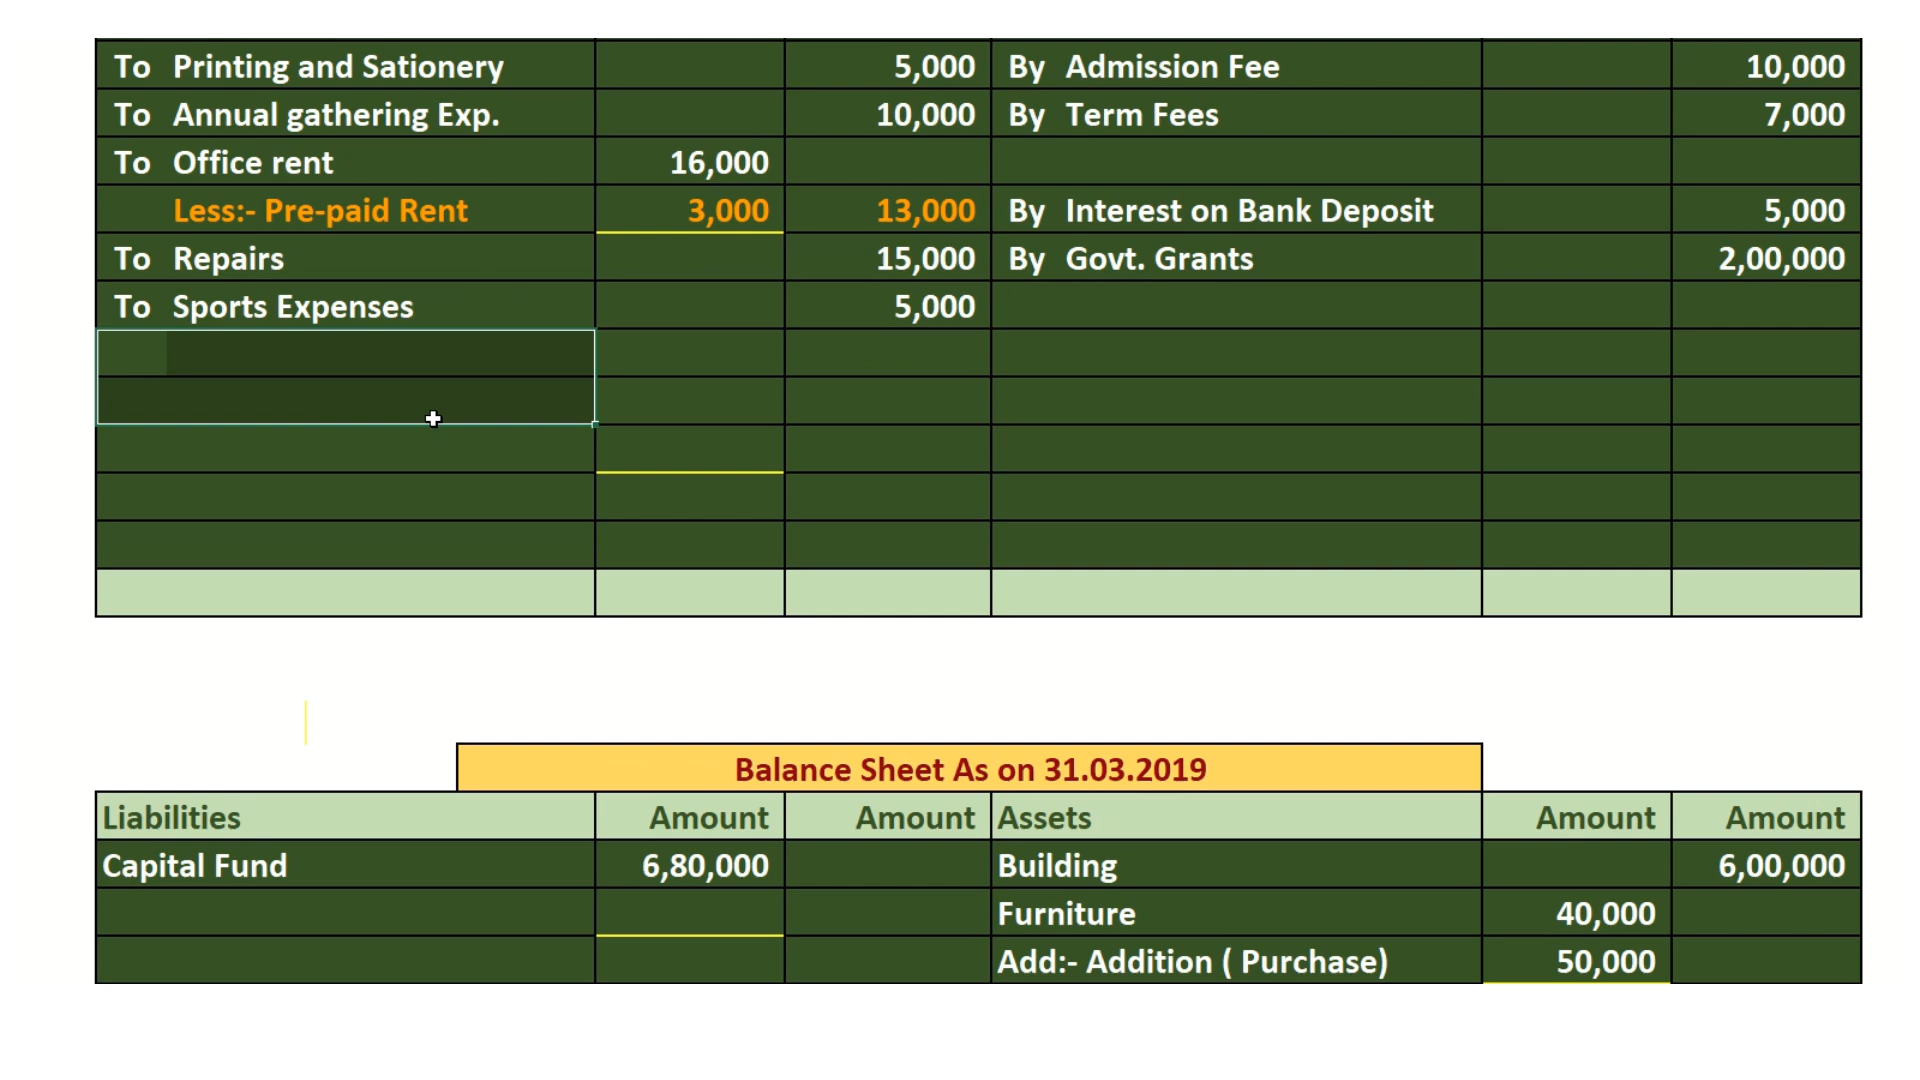 To Printing and Sationery 5,000 By Admission Fee 10,000
To Annual gathering Exp. 10,000 By Term Fees 7,000
To Office rent 16,000
Less:- Pre-paid Rent 3,000 13,000 By Interest on Bank Deposit 5,000
To Repairs 15,000 By Govt. Grants 2,00,000
To Sports Expenses 5,000
Balance Sheet As on 31.03.2019
Liabilities Amount Amount Assets Amount Amount
Capital Fund 6,80,000 Building 6,00,000
Furniture 40,000
Add:- Addition ( Purchase) 50,000